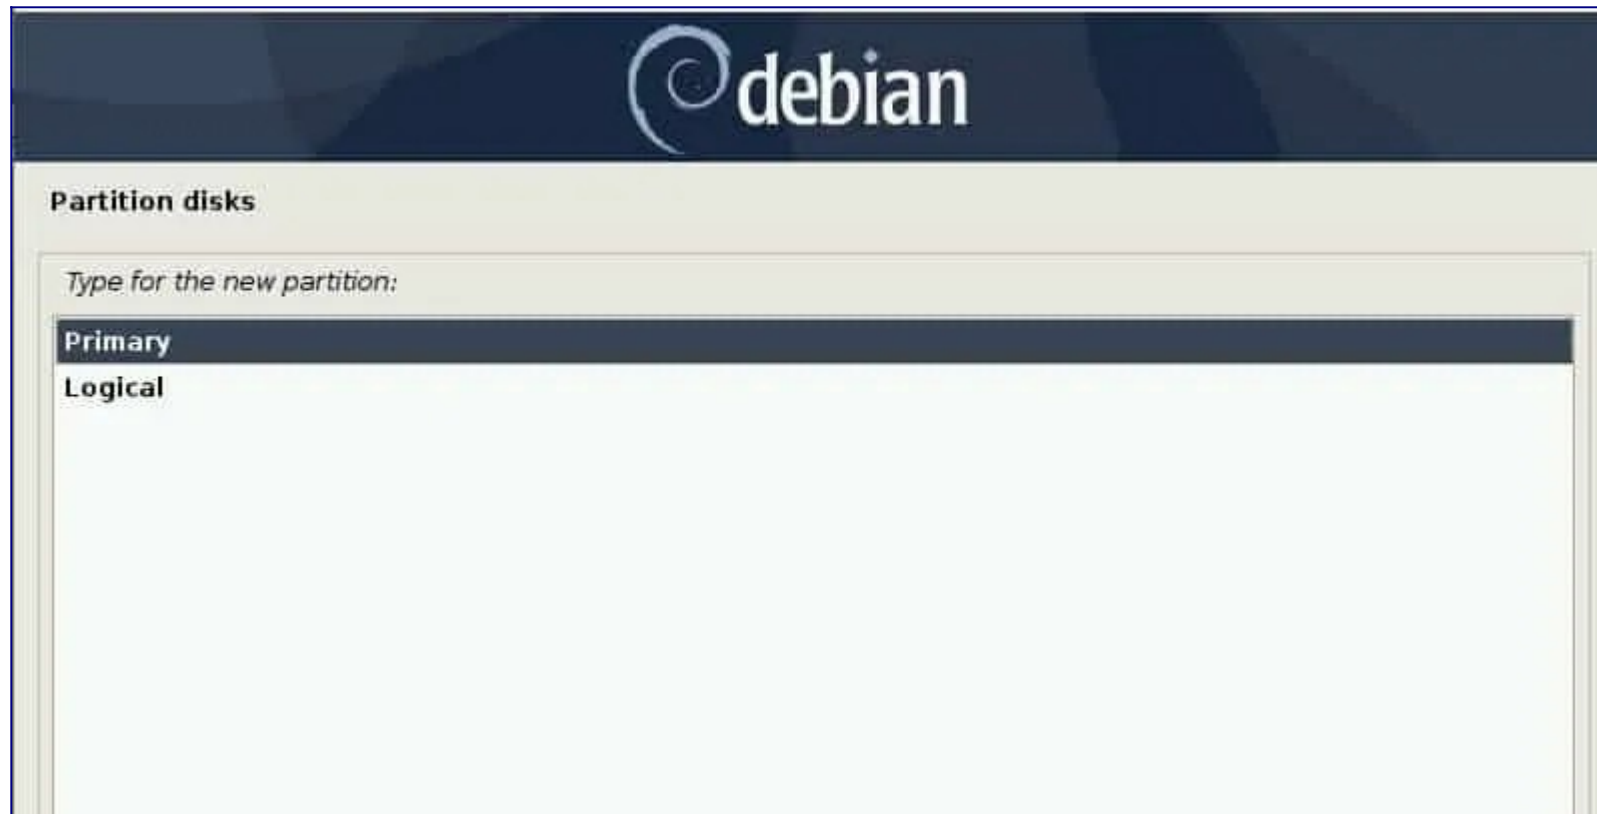 debian
Partition disks
Type for the new partition:
Primary
Logical